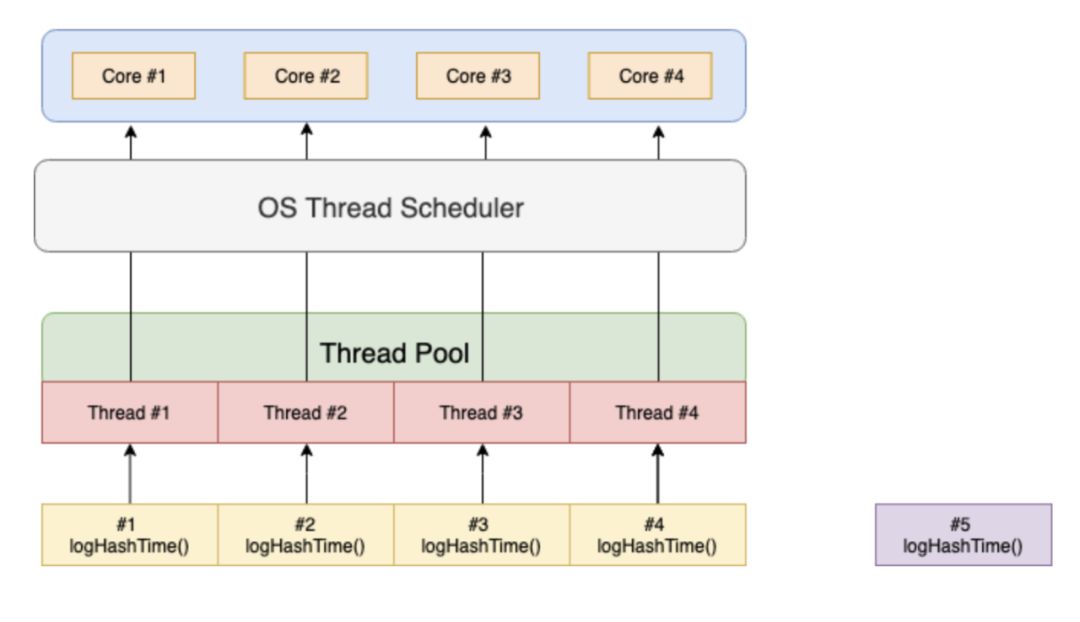 Core #1
Core #2
Core #3
Core #4
OS Thread Scheduler
Thread Pool
Thread #1
Thread #2
Thread #3
Thread #4
#1
logHashTime()
#2
logHashTime()
#3
logHashTime()
#4
logHashTime()
#5
logHashTime()